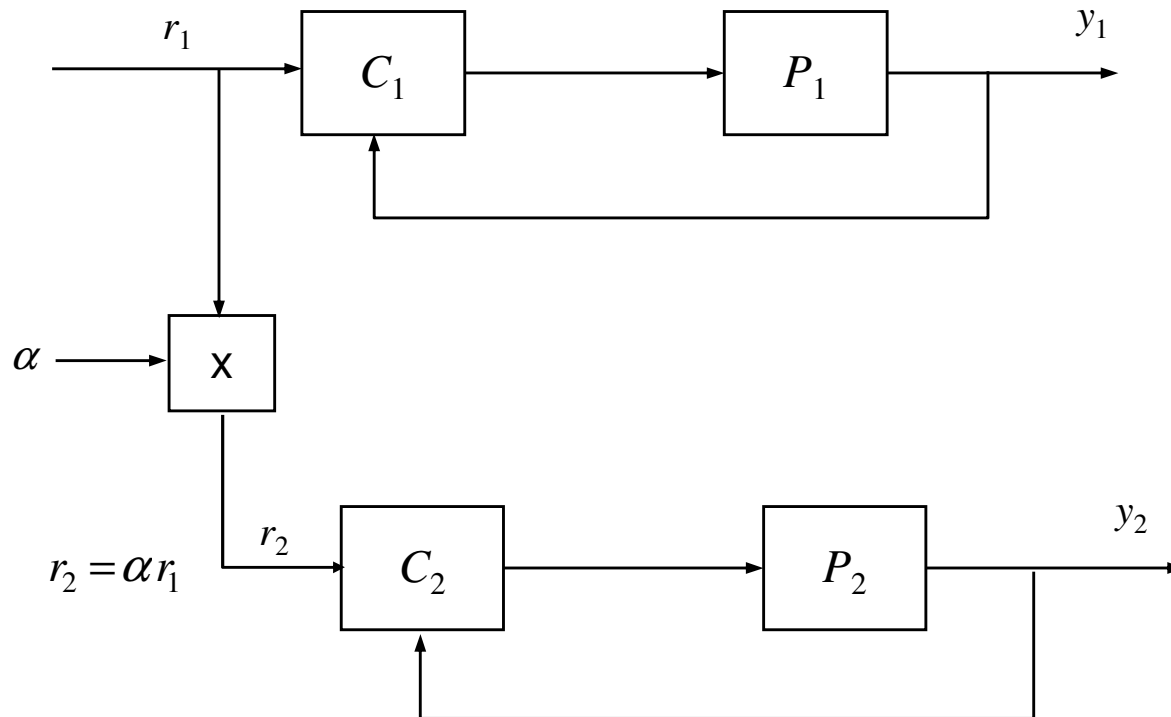 r₁
y₁
C₁
P₁
α
x
r₂
y₂
r₂ = αr₁
C₂
P₂